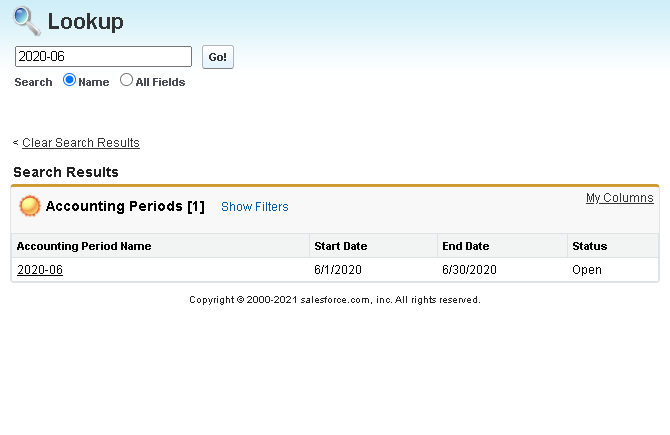 Lookup
2020-06
Go!
Search Name All Fields
< Clear Search Results
Search Results
Accounting Periods [1] Show Filters My Columns
Accounting Period Name Start Date End Date Status
2020-06 6/1/2020 6/30/2020 Open
Copyright © 2000-2021 salesforce.com, inc. All rights reserved.